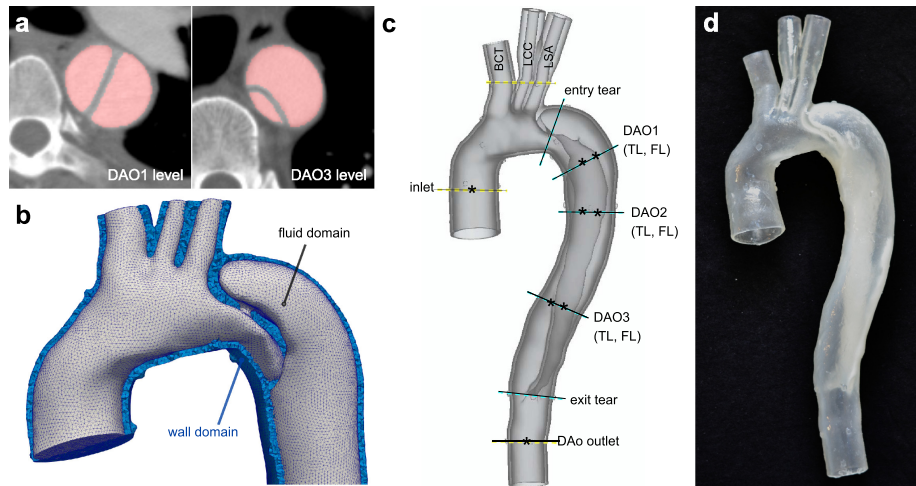 a
DAO1 level
DAO3 level
b
fluid domain
wall domain
c
BCT
LCC
LSA
entry tear
DAO1
(TL, FL)
inlet
*
* *
DAO2
(TL, FL)
* *
DAO3
(TL, FL)
* *
exit tear
DAo outlet
*
d